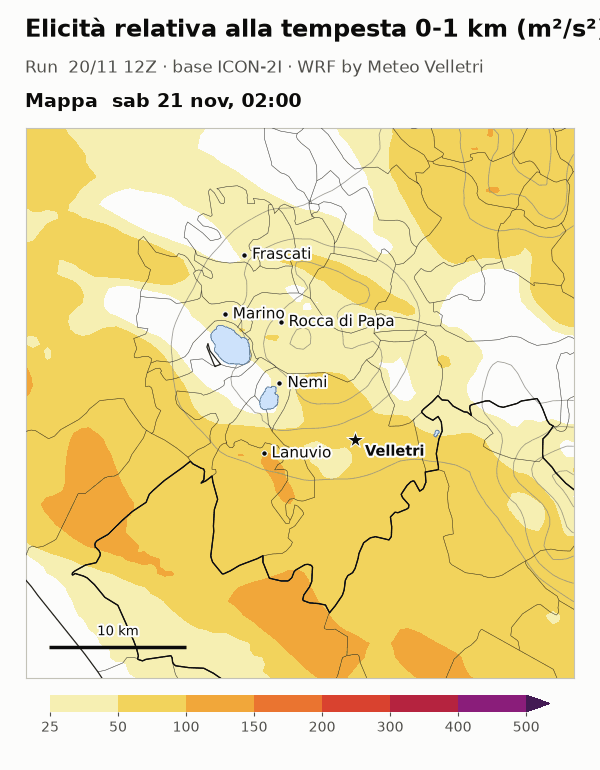 Elicità relativa alla tempesta 0-1 km (m²/s²)
Run 20/11 12Z · base ICON-2I · WRF by Meteo Velletri
Mappa sab 21 nov, 02:00
Frascati
Marino
Rocca di Papa
Nemi
Velletri
Lanuvio
10 km
25 50 100 150 200 300 400 500